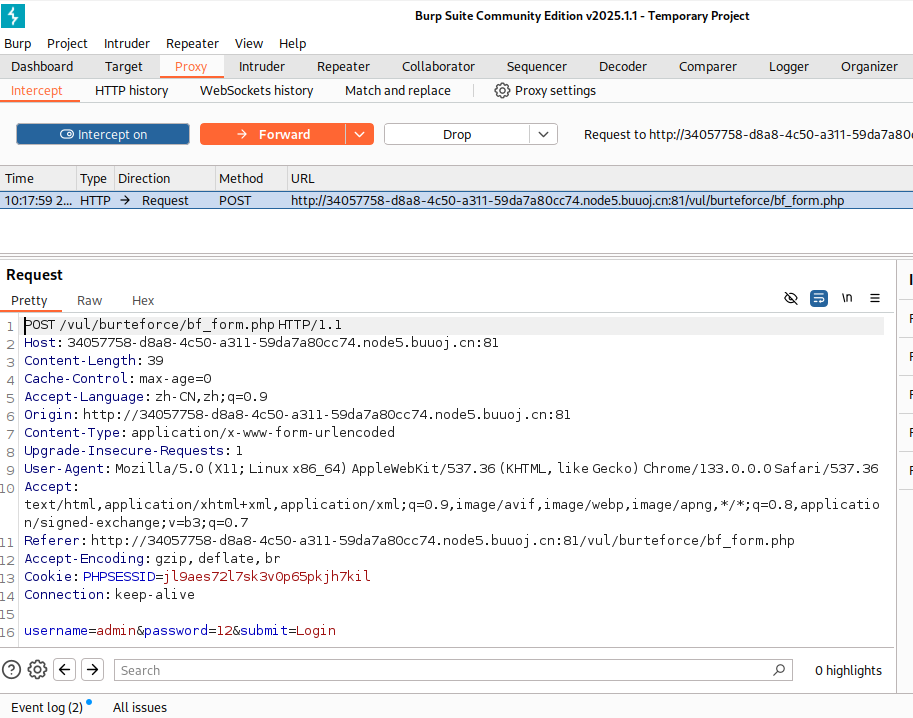 Burp Suite Community Edition v2025.1.1 - Temporary Project
Burp Project Intruder Repeater View Help
Dashboard Target Proxy Intruder Repeater Collaborator Sequencer Decoder Comparer Logger Organizer
Intercept HTTP history WebSockets history Match and replace Proxy settings
Intercept on Forward Drop Request to http://34057758-d8a8-4c50-a311-59da7a80
Time Type Direction Method URL
10:17:59 2... HTTP → Request POST http://34057758-d8a8-4c50-a311-59da7a80cc74.node5.buuoj.cn:81/vul/burteforce/bf_form.php
Request
Pretty Raw Hex \n
1 POST /vul/burteforce/bf_form.php HTTP/1.1
2 Host: 34057758-d8a8-4c50-a311-59da7a80cc74.node5.buuoj.cn:81
3 Content-Length: 39
4 Cache-Control: max-age=0
5 Accept-Language: zh-CN,zh;q=0.9
6 Origin: http://34057758-d8a8-4c50-a311-59da7a80cc74.node5.buuoj.cn:81
7 Content-Type: application/x-www-form-urlencoded
8 Upgrade-Insecure-Requests: 1
9 User-Agent: Mozilla/5.0 (X11; Linux x86_64) AppleWebKit/537.36 (KHTML, like Gecko) Chrome/133.0.0.0 Safari/537.36
10 Accept:
text/html,application/xhtml+xml,application/xml;q=0.9,image/avif,image/webp,image/apng,*/*;q=0.8,applicatio
n/signed-exchange;v=b3;q=0.7
11 Referer: http://34057758-d8a8-4c50-a311-59da7a80cc74.node5.buuoj.cn:81/vul/burteforce/bf_form.php
12 Accept-Encoding: gzip, deflate, br
13 Cookie: PHPSESSID=jl9aes72l7sk3v0p65pkjh7kil
14 Connection: keep-alive
15
16 username=admin&password=12&submit=Login
Search 0 highlights
Event log (2) All issues